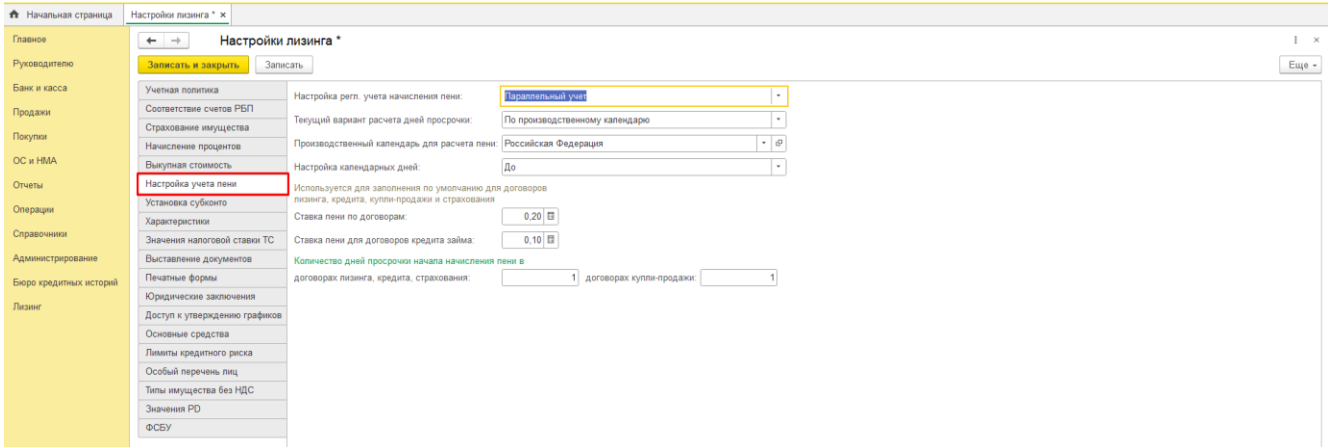 Начальная страница
Настройки лизинга * ×
Главное
Руководителю
Банк и касса
Продажи
Покупки
ОС и НМА
Отчеты
Операции
Справочники
Администрирование
Бюро кредитных историй
Лизинг
Настройки лизинга *
Записать и закрыть
Записать
Еще
Учетная политика
Соответствие счетов РБП
Страхование имущества
Начисление процентов
Выкупная стоимость
Настройка учета пени
Установка субконто
Характеристики
Значения налоговой ставки ТС
Выставление документов
Печатные формы
Юридические заключения
Доступ к утверждению графиков
Основные средства
Лимиты кредитного риска
Особый перечень лиц
Типы имущества без НДС
Значения PD
ФСБУ
Настройка регл. учета начисления пени: Параллельный учет
Текущий вариант расчета дней просрочки: По производственному календарю
Производственный календарь для расчета пени: Российская Федерация
Настройка календарных дней: До
Используется для заполнения по умолчанию для договоров
лизинга, кредита, купли-продажи и страхования
Ставка пени по договорам: 0,20
Ставка пени для договоров кредита займа: 0,10
Количество дней просрочки начала начисления пени в
договорах лизинга, кредита, страхования: 1 договорах купли-продажи: 1